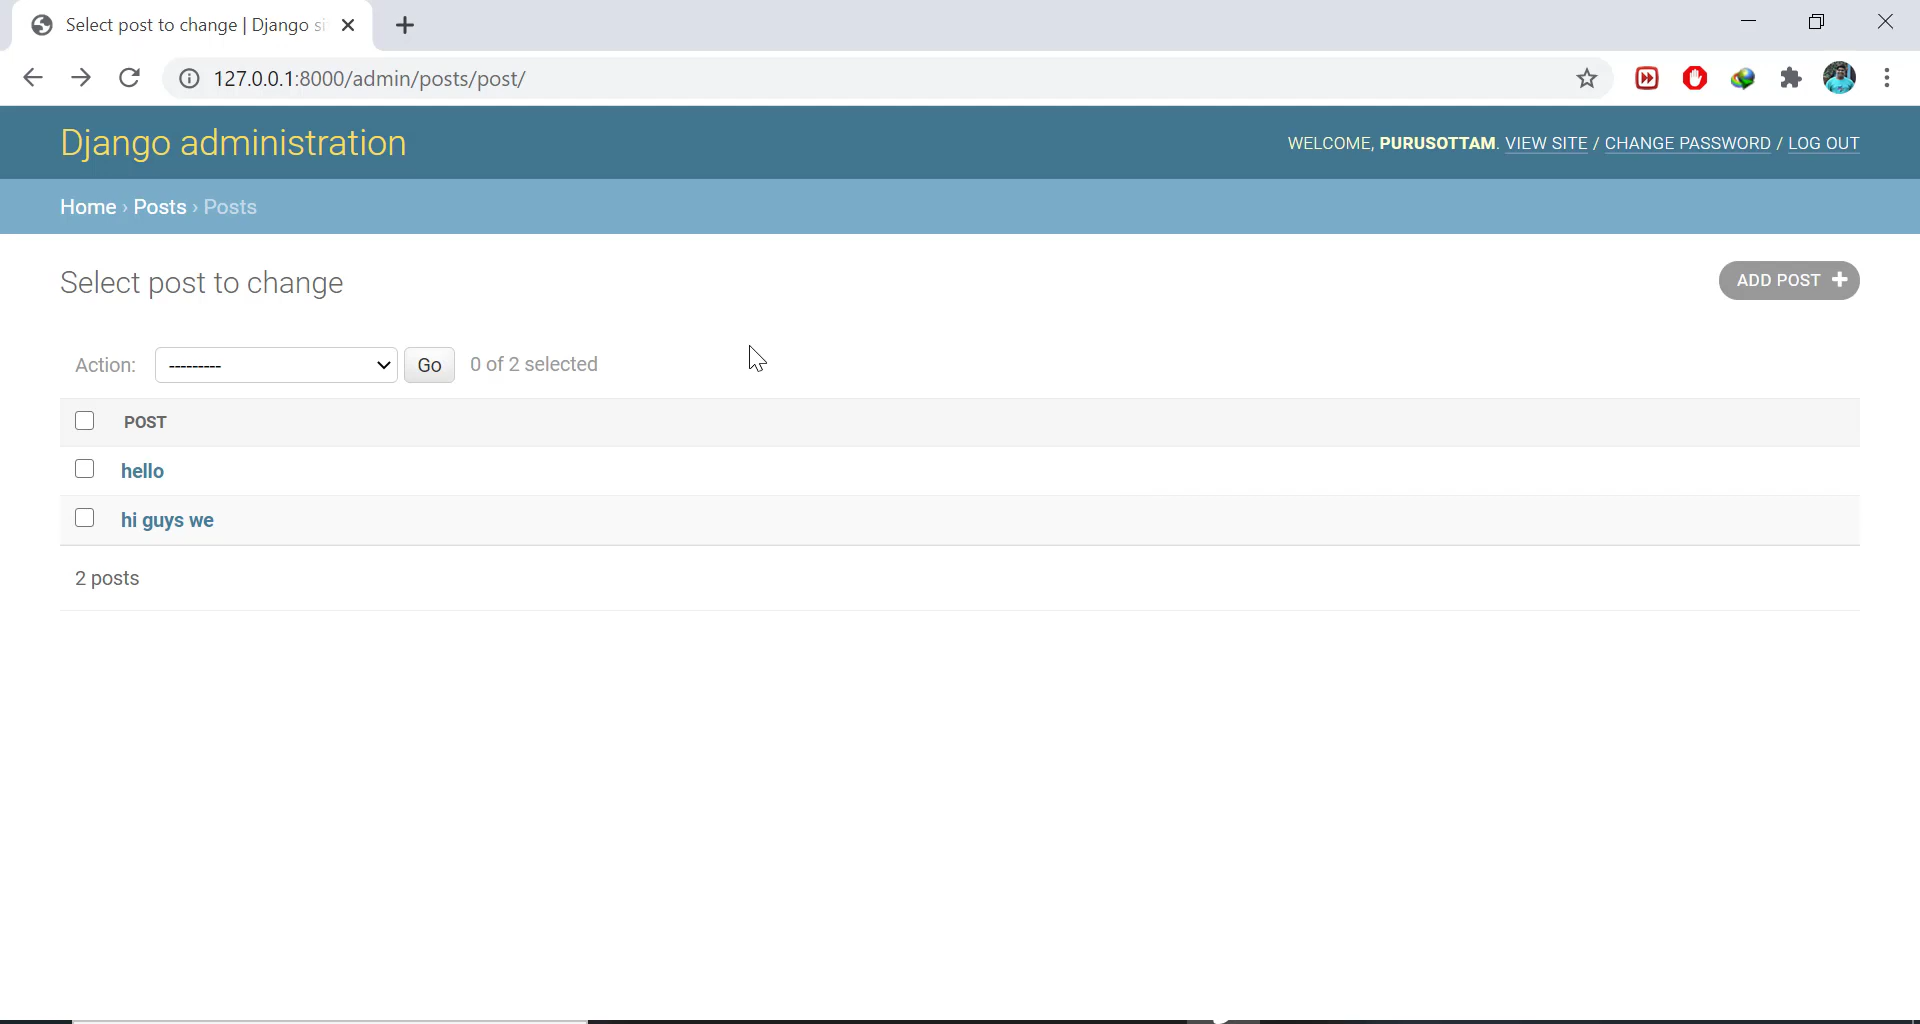 Select post to change | Django si
127.0.0.1:8000/admin/posts/post/
Django administration
WELCOME, PURUSOTTAM. VIEW SITE / CHANGE PASSWORD / LOG OUT
Home › Posts › Posts
Select post to change
ADD POST +
Action: --------- Go 0 of 2 selected
POST
hello
hi guys we
2 posts